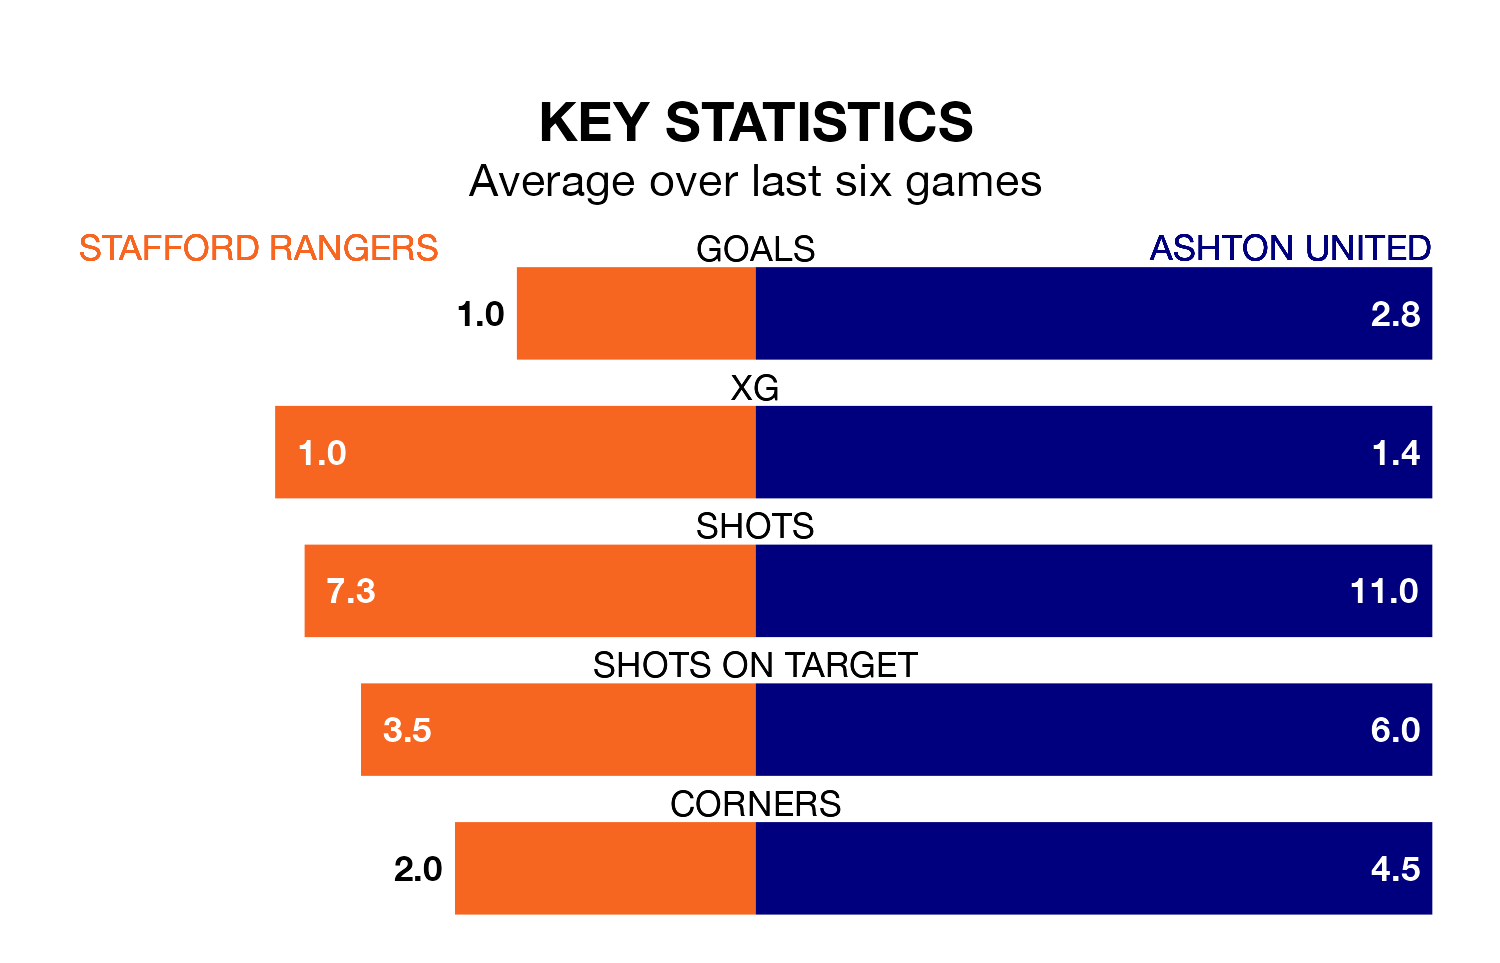 KEY STATISTICS
Average over last six games
STAFFORD RANGERS GOALS ASHTON UNITED
1.0 2.8
XG
1.0 1.4
SHOTS
7.3 11.0
SHOTS ON TARGET
3.5 6.0
CORNERS
2.0 4.5